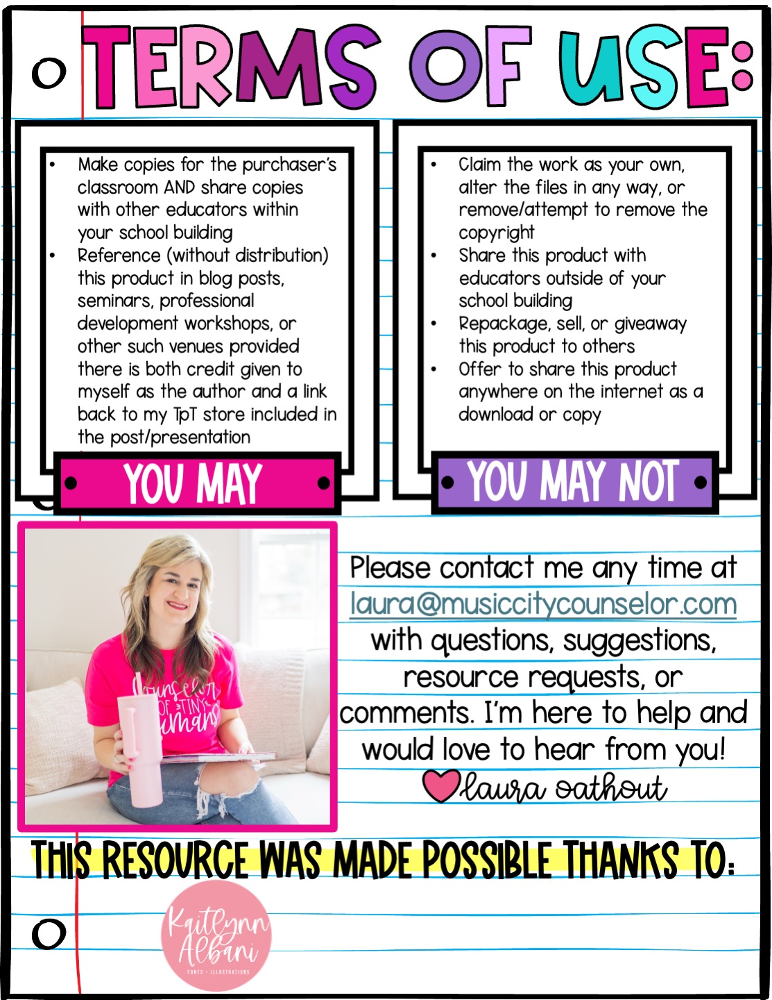 TERMS OF USE:
• Make copies for the purchaser's
classroom AND share copies
with other educators within
your school building
• Reference (without distribution)
this product in blog posts,
seminars, professional
development workshops, or
other such venues provided
there is both credit given to
myself as the author and a link
back to my TpT store included in
the post/presentation
YOU MAY
• Claim the work as your own,
alter the files in any way, or
remove/attempt to remove the
copyright
• Share this product with
educators outside of your
school building
• Repackage, sell, or giveaway
this product to others
• Offer to share this product
anywhere on the internet as a
download or copy
YOU MAY NOT
counselor
OF TINY
humans
Please contact me any time at
laura@musiccitycounselor.com
with questions, suggestions,
resource requests, or
comments. I'm here to help and
would love to hear from you!
laura oathout
THIS RESOURCE WAS MADE POSSIBLE THANKS TO:
Kaitlynn
Albani
FONTS + ILLUSTRATIONS